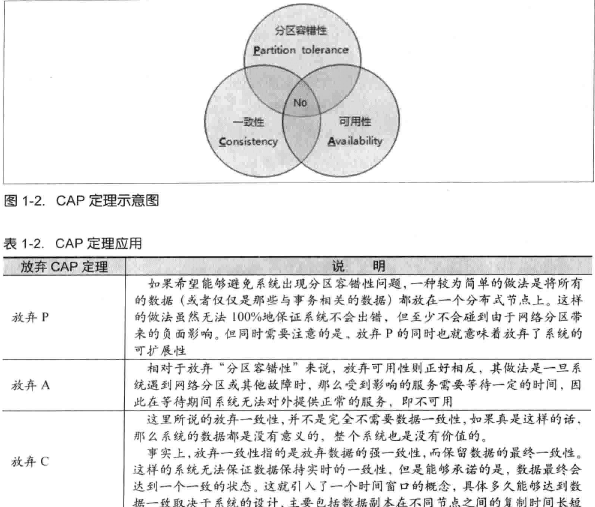 分区容错性
Partition tolerance
No
一致性
Consistency
可用性
Availability
图 1-2. CAP 定理示意图
表 1-2. CAP 定理应用
放弃 CAP 定理 说 明
放弃 P
如果希望能够避免系统出现分区容错性问题,一种较为简单的做法是将所有
的数据(或者仅仅是那些与事务相关的数据)都放在一个分布式节点上。这样
的做法虽然无法 100%地保证系统不会出错,但至少不会碰到由于网络分区带
来的负面影响。但同时需要注意的是、放弃 P 的同时也就意味着放弃了系统的
可扩展性
放弃 A
相对于放弃“分区容错性”来说,放弃可用性则正好相反,其做法是一旦系
统遇到网络分区或其他故障时,那么受到影响的服务需要等待一定的时间,因
此在等待期间系统无法对外提供正常的服务,即不可用
放弃 C
这里所说的放弃一致性,并不是完全不需要数据一致性,如果真是这样的话,
那么系统的数据都是没有意义的,整个系统也是没有价值的。
事实上,放弃一致性指的是放弃数据的强一致性,而保留数据的最终一致性。
这样的系统无法保证数据保持实时的一致性,但是能够承诺的是,数据最终会
达到一个一致的状态。这就引入了一个时间窗口的概念,具体多久能够达到数
据一致取决于系统的设计,主要包括数据副本在不同节点之间的复制时间长短